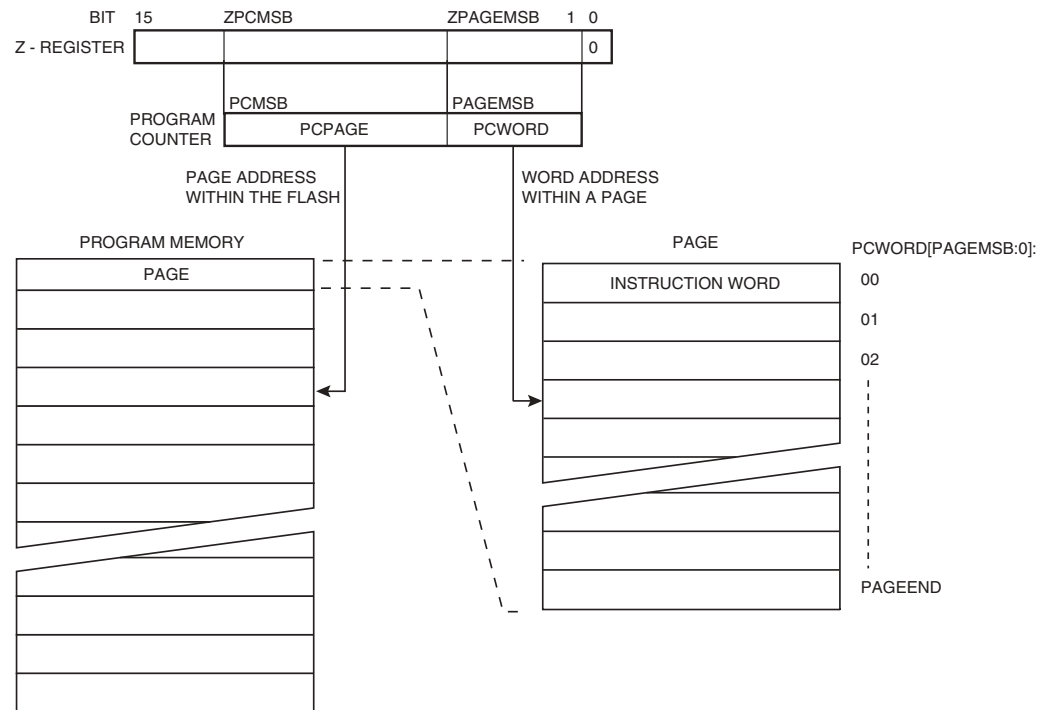 BIT 15 ZPCMSB ZPAGEMSB 1 0
Z - REGISTER 0
PCMSB PAGEMSB
PROGRAM
COUNTER
PCPAGE PCWORD
PAGE ADDRESS
WITHIN THE FLASH
WORD ADDRESS
WITHIN A PAGE
PROGRAM MEMORY
PAGE
PAGE
INSTRUCTION WORD
PCWORD[PAGEMSB:0]:
00
01
02
PAGEEND